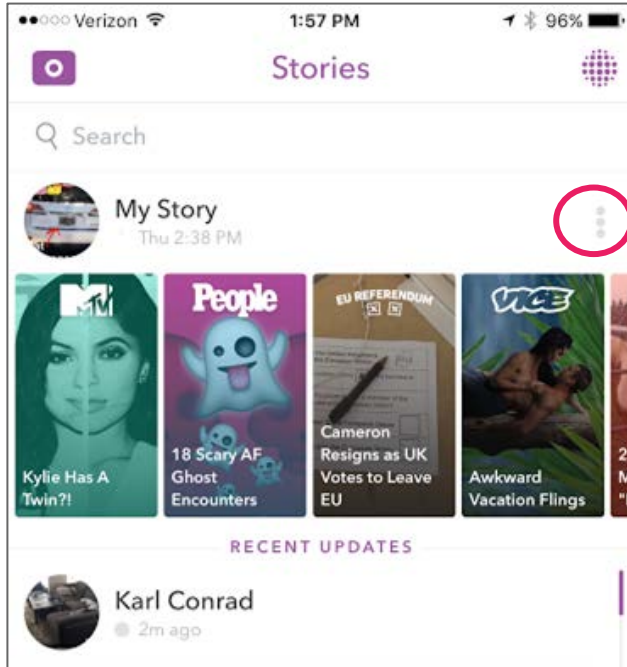 Verizon 1:57 PM 96%
Stories
Search
My Story
Thu 2:38 PM
MTV
Kylie Has A
Twin?!
People
18 Scary AF
Ghost
Encounters
EU REFERENDUM
Cameron
Resigns as UK
Votes to Leave
EU
VICE
Awkward
Vacation Flings
2
M
"
RECENT UPDATES
Karl Conrad
2m ago